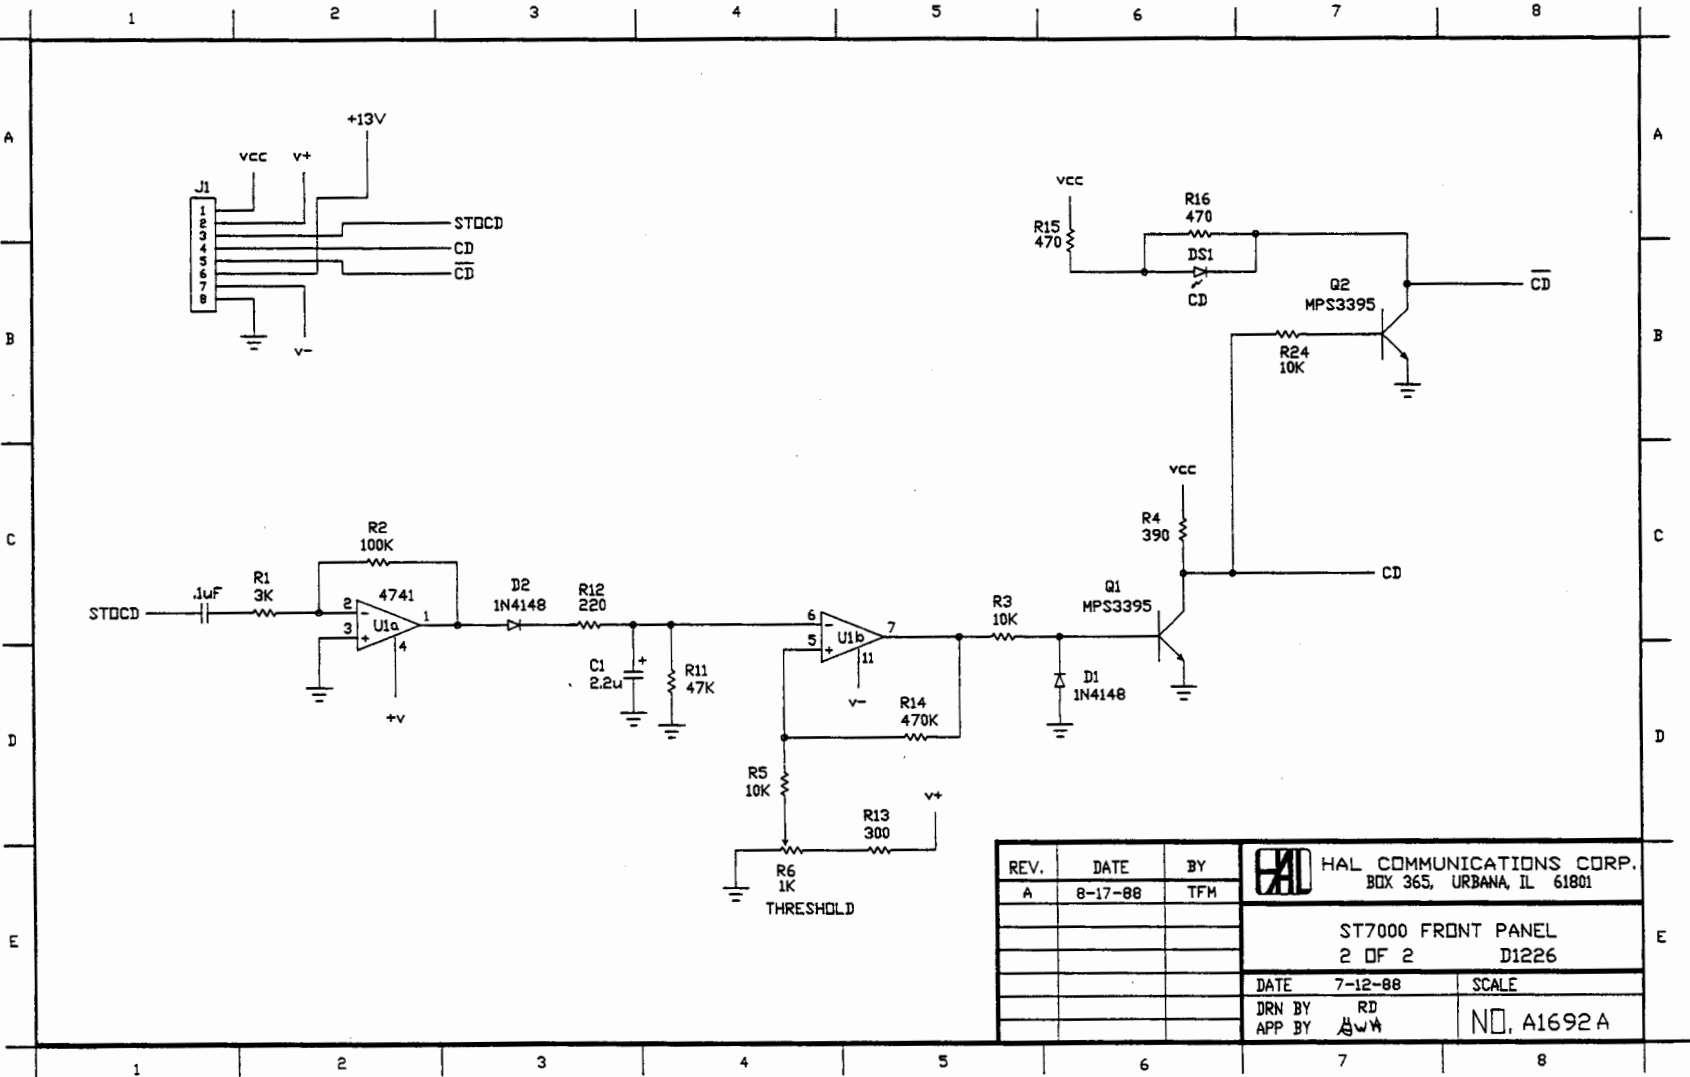 1 2 3 4 5 6 7 8
A A
+13V
VCC V+
J1
1
2
3
4
5
6
7
8
STOCD
CD
C̅D̅
V-
VCC
R15
470
R16
470
DS1
CD
Q2
MPS3395
C̅D̅
B B
R24
10K
VCC
R4
390
CD
C C
R2
100K
STOCD
.1uF
R1
3K
2 -
3 +
4741
U1a
1
4
+V
D2
1N4148
R12
220
C1
2.2u
+
R11
47K
6 -
5 +
U1b
7
11
V-
R3
10K
Q1
MPS3395
D1
1N4148
R14
470K
D D
R5
10K
V+
R13
300
R6
1K
THRESHOLD
REV. DATE BY
A 8-17-88 TFM
HAL
HAL COMMUNICATIONS CORP.
BOX 365, URBANA, IL 61801
E E
ST7000 FRONT PANEL
2 OF 2 D1226
DATE 7-12-88 SCALE
DRN BY RD
APP BY
NO. A1692A
1 2 3 4 5 6 7 8